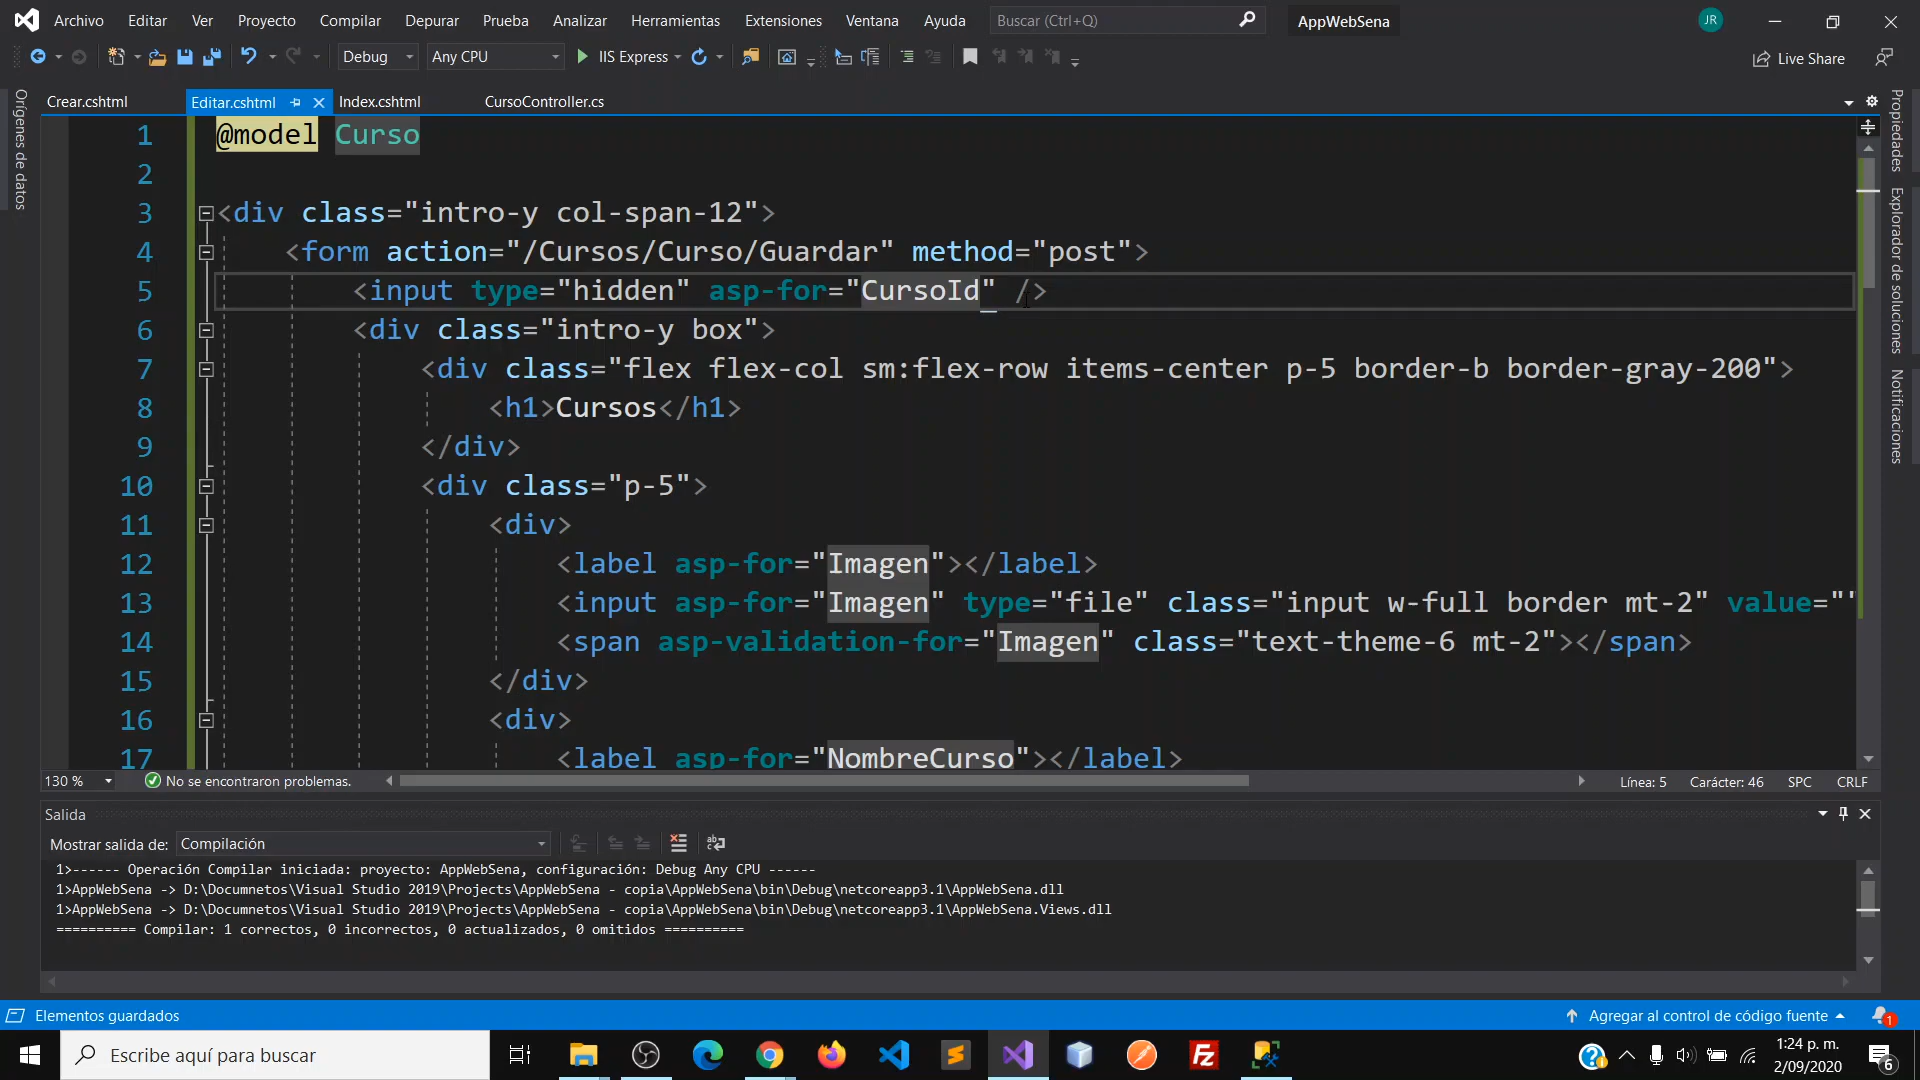 Archivo Editar Ver Proyecto Compilar Depurar Prueba Analizar Herramientas Extensiones Ventana Ayuda Buscar (Ctrl+Q) AppWebSena JR
Debug Any CPU IIS Express Live Share
Crear.cshtml Editar.cshtml Index.cshtml CursoController.cs
Orígenes de datos
Propiedades
Explorador de soluciones
Notificaciones
1 @model Curso
2
3 <div class="intro-y col-span-12">
4 <form action="/Cursos/Curso/Guardar" method="post">
5 <input type="hidden" asp-for="CursoId" />
6 <div class="intro-y box">
7 <div class="flex flex-col sm:flex-row items-center p-5 border-b border-gray-200">
8 <h1>Cursos</h1>
9 </div>
10 <div class="p-5">
11 <div>
12 <label asp-for="Imagen"></label>
13 <input asp-for="Imagen" type="file" class="input w-full border mt-2" value=""
14 <span asp-validation-for="Imagen" class="text-theme-6 mt-2"></span>
15 </div>
16 <div>
17 <label asp-for="NombreCurso"></label>
130 % No se encontraron problemas. Línea: 5 Carácter: 46 SPC CRLF
Salida
Mostrar salida de: Compilación
1>------ Operación Compilar iniciada: proyecto: AppWebSena, configuración: Debug Any CPU ------
1>AppWebSena -> D:\Documnetos\Visual Studio 2019\Projects\AppWebSena - copia\AppWebSena\bin\Debug\netcoreapp3.1\AppWebSena.dll
1>AppWebSena -> D:\Documnetos\Visual Studio 2019\Projects\AppWebSena - copia\AppWebSena\bin\Debug\netcoreapp3.1\AppWebSena.Views.dll
========== Compilar: 1 correctos, 0 incorrectos, 0 actualizados, 0 omitidos ==========
Elementos guardados Agregar al control de código fuente 1
Escribe aquí para buscar
1:24 p. m.
2/09/2020
6